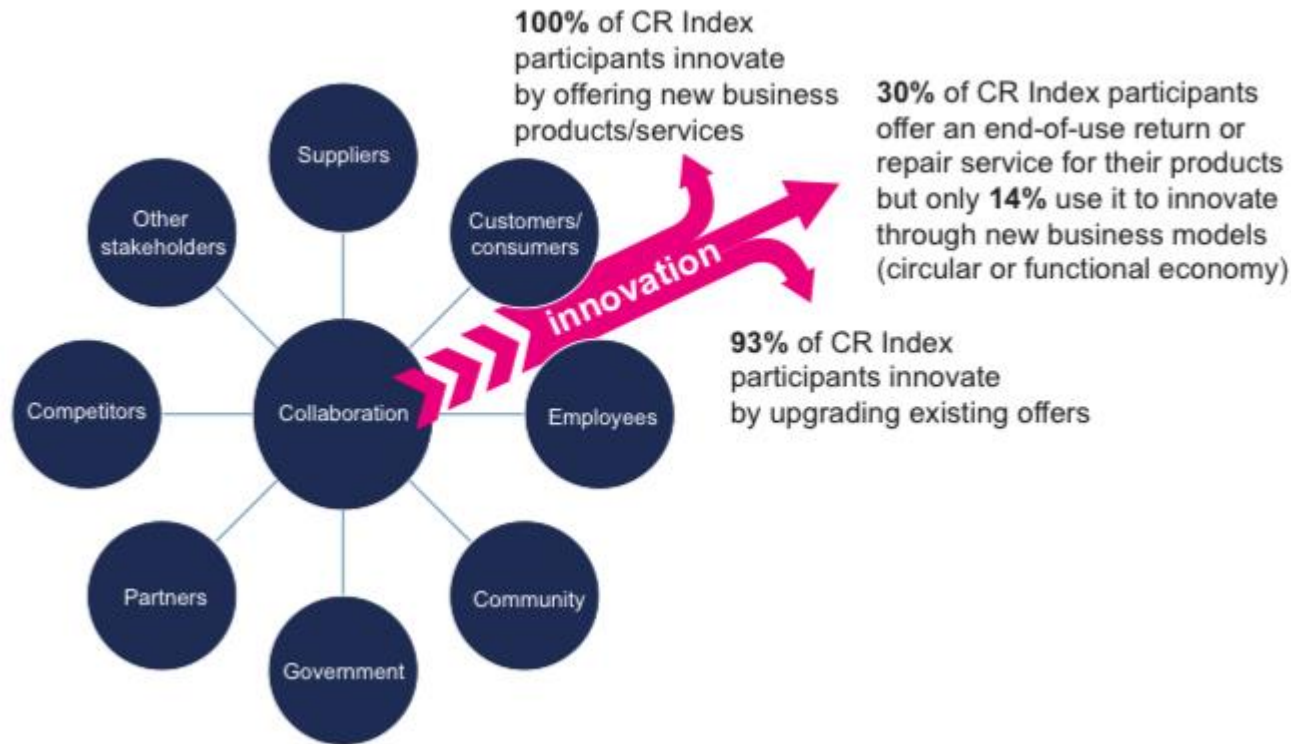 100% of CR Index
participants innovate
by offering new business
products/services
30% of CR Index participants
offer an end-of-use return or
repair service for their products
but only 14% use it to innovate
through new business models
(circular or functional economy)
93% of CR Index
participants innovate
by upgrading existing offers
innovation
Suppliers
Customers/
consumers
Employees
Community
Government
Partners
Competitors
Other
stakeholders
Collaboration